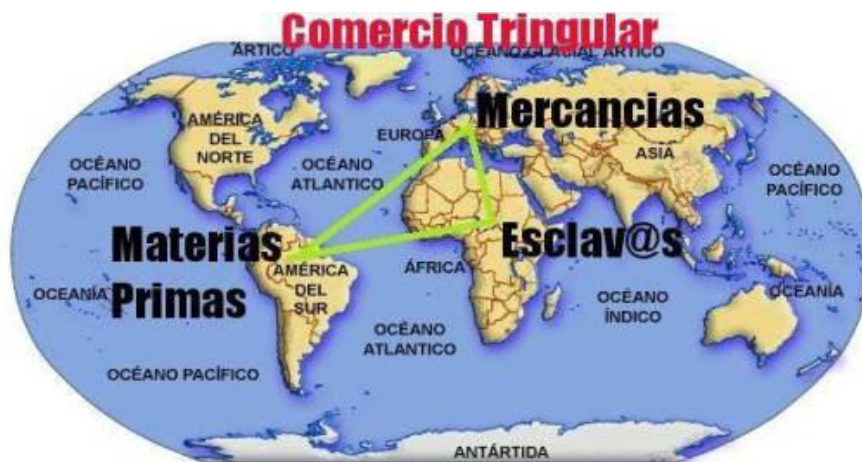 Comercio Tringular
ÁRTICO
OCÉANO GLACIAL ÁRTICO
Mercancias
AMÉRICA
DEL
NORTE
EUROPA
ASIA
OCÉANO
PACÍFICO
OCÉANO
ATLANTICO
OCÉANO
PACÍFICO
Materias
Primas
Esclav@s
ÁFRICA
AMÉRICA
DEL
SUR
OCEANÍA
OCÉANO
ÍNDICO
OCEANÍA
OCÉANO
ATLANTICO
OCÉANO PACÍFICO
ANTÁRTIDA